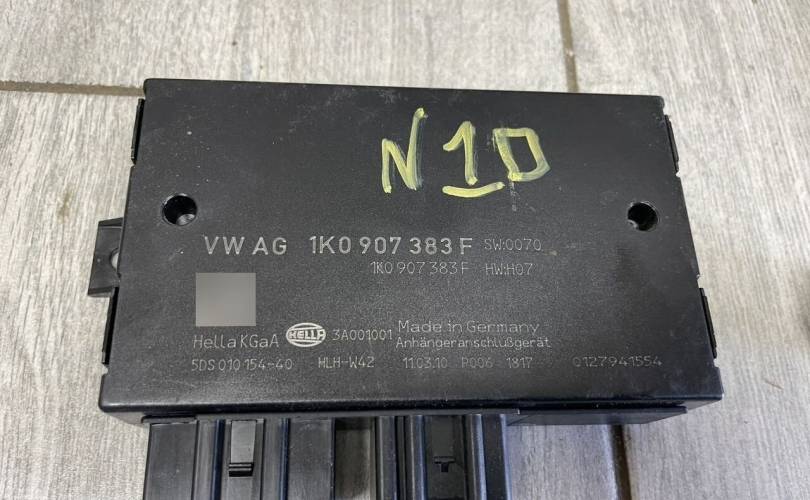 N10
VW AG 1K0 907 383 F SW:0070
1K0 907 383 F HW:H07
Hella KGaA HELLA 3A001001 Made in Germany
Anhängeranschlußgerät
5DS 010 154-40 HLH-W42 11.03.10 P006 1817 0127941554